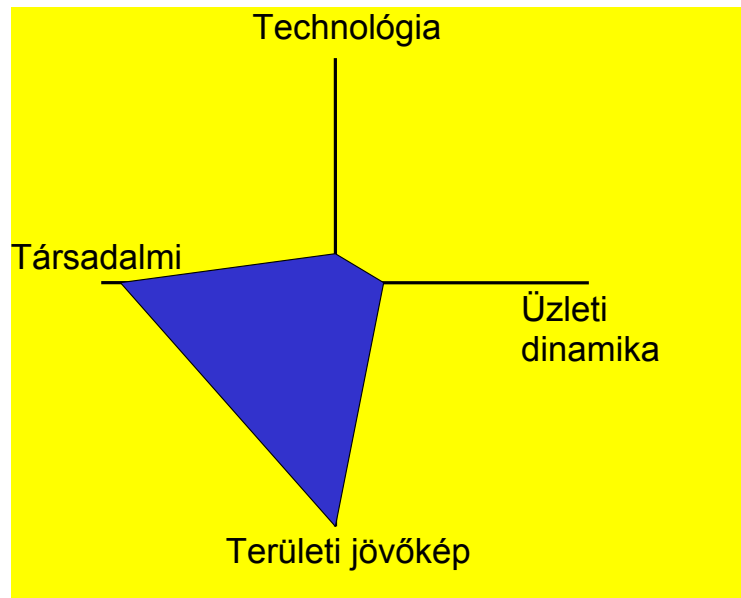 Technológia
Társadalmi
Üzleti
dinamika
Területi jövőkép